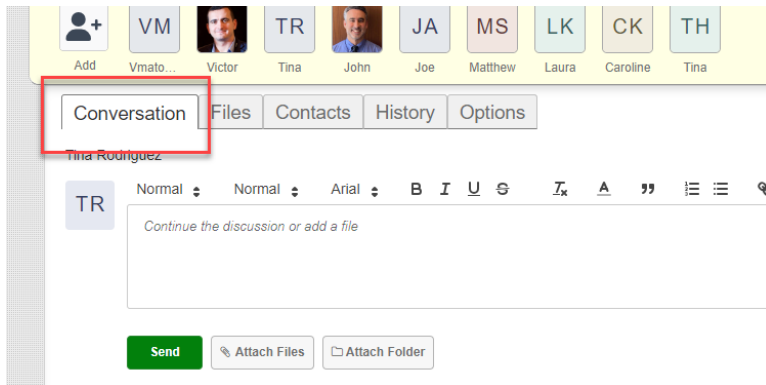 VM TR JA MS LK CK TH
Add Vmato... Victor Tina John Joe Matthew Laura Caroline Tina
Conversation Files Contacts History Options
Tina Rodriguez
Normal Normal Arial B I U S Tx A
TR
Continue the discussion or add a file
Send Attach Files Attach Folder